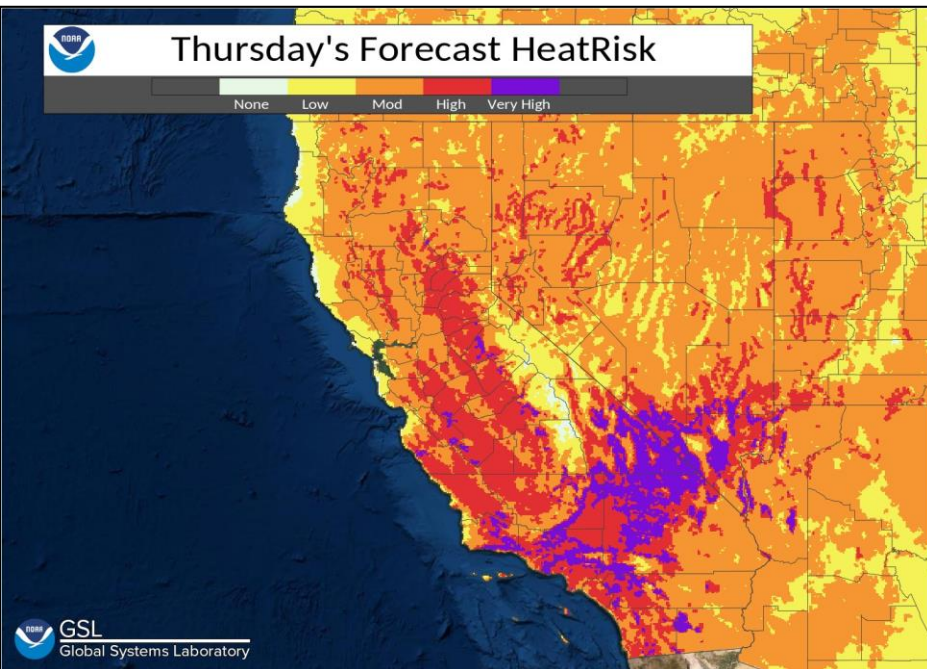 NOAA
Thursday's Forecast HeatRisk
None Low Mod High Very High
NOAA
GSL
Global Systems Laboratory